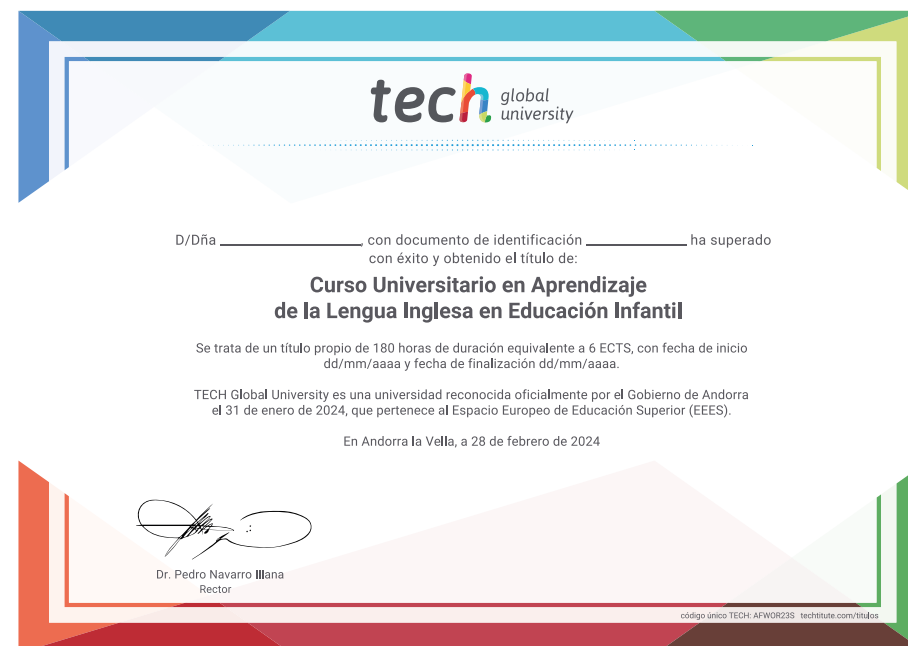 tech global university
D/Dña ______________________, con documento de identificación ________________ ha superado
con éxito y obtenido el título de:
Curso Universitario en Aprendizaje
de la Lengua Inglesa en Educación Infantil
Se trata de un título propio de 180 horas de duración equivalente a 6 ECTS, con fecha de inicio
dd/mm/aaaa y fecha de finalización dd/mm/aaaa.
TECH Global University es una universidad reconocida oficialmente por el Gobierno de Andorra
el 31 de enero de 2024, que pertenece al Espacio Europeo de Educación Superior (EEES).
En Andorra la Vella, a 28 de febrero de 2024
Dr. Pedro Navarro Illana
Rector
código único TECH: AFWOR23S techtitute.com/titulos